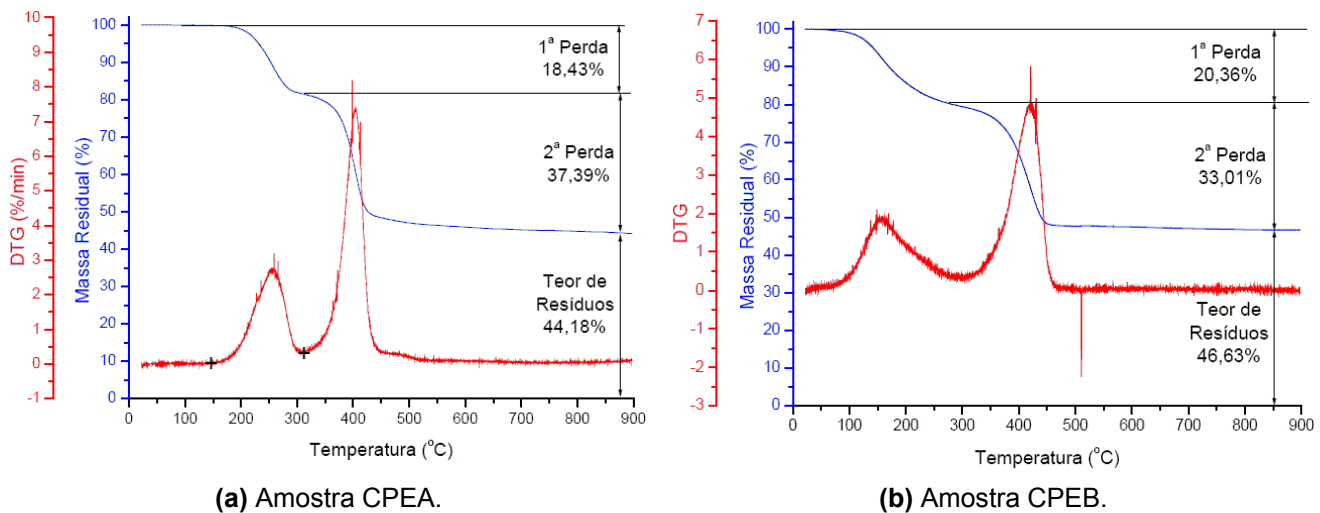 10
9
8
7
6
5
4
3
2
1
0
-1
DTG (%/min)
100
90
80
70
60
50
40
30
20
10
0
Massa Residual (%)
1ª Perda
18,43%
2ª Perda
37,39%
Teor de
Resíduos
44,18%
0 100 200 300 400 500 600 700 800 900
Temperatura (°C)
(a) Amostra CPEA.
7
6
5
4
3
2
1
0
-1
-2
-3
DTG
100
90
80
70
60
50
40
30
20
10
0
Massa Residual (%)
1ª Perda
20,36%
2ª Perda
33,01%
Teor de
Resíduos
46,63%
0 100 200 300 400 500 600 700 800 900
Temperatura (°C)
(b) Amostra CPEB.